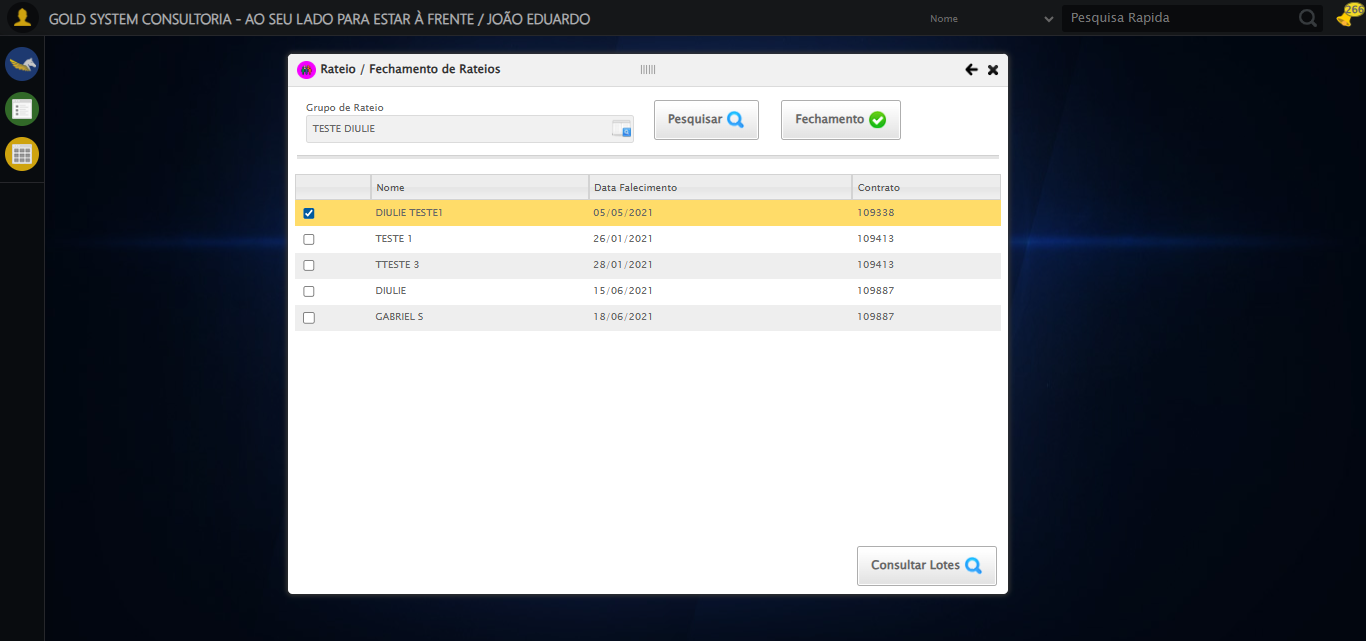 GOLD SYSTEM CONSULTORIA - AO SEU LADO PARA ESTAR À FRENTE / JOÃO EDUARDO
Nome
Pesquisa Rapida
266
Rateio / Fechamento de Rateios
Grupo de Rateio
TESTE DIULIE
Pesquisar
Fechamento
Nome Data Falecimento Contrato
DIULIE TESTE1 05/05/2021 109338
TESTE 1 26/01/2021 109413
TTESTE 3 28/01/2021 109413
DIULIE 15/06/2021 109887
GABRIEL S 18/06/2021 109887
Consultar Lotes